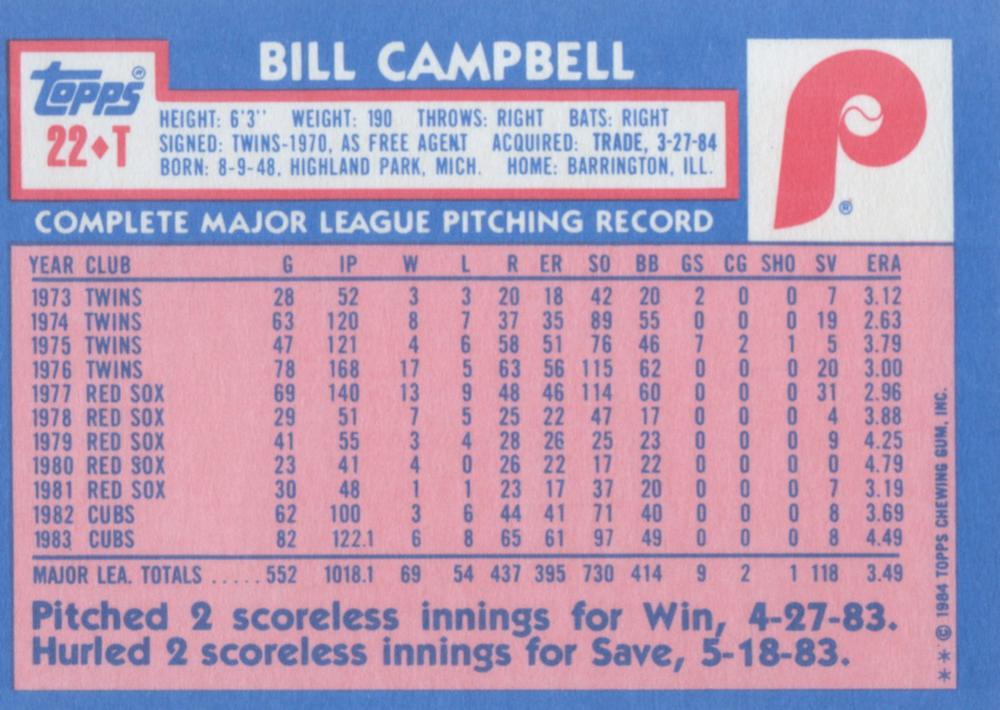 BILL CAMPBELL
Topps®
22♦T
HEIGHT: 6'3'' WEIGHT: 190 THROWS: RIGHT BATS: RIGHT
SIGNED: TWINS-1970, AS FREE AGENT ACQUIRED: TRADE, 3-27-84
BORN: 8-9-48, HIGHLAND PARK, MICH. HOME: BARRINGTON, ILL.
P
®
COMPLETE MAJOR LEAGUE PITCHING RECORD
YEAR CLUB G IP W L R ER SO BB GS CG SHO SV ERA
1973 TWINS 28 52 3 3 20 18 42 20 2 0 0 7 3.12
1974 TWINS 63 120 8 7 37 35 89 55 0 0 0 19 2.63
1975 TWINS 47 121 4 6 58 51 76 46 7 2 1 5 3.79
1976 TWINS 78 168 17 5 63 56 115 62 0 0 0 20 3.00
1977 RED SOX 69 140 13 9 48 46 114 60 0 0 0 31 2.96
1978 RED SOX 29 51 7 5 25 22 47 17 0 0 0 4 3.88
1979 RED SOX 41 55 3 4 28 26 25 23 0 0 0 9 4.25
1980 RED SOX 23 41 4 0 26 22 17 22 0 0 0 0 4.79
1981 RED SOX 30 48 1 1 23 17 37 20 0 0 0 7 3.19
1982 CUBS 62 100 3 6 44 41 71 40 0 0 0 8 3.69
1983 CUBS 82 122.1 6 8 65 61 97 49 0 0 0 8 4.49
MAJOR LEA. TOTALS ..... 552 1018.1 69 54 437 395 730 414 9 2 1 118 3.49
Pitched 2 scoreless innings for Win, 4-27-83.
Hurled 2 scoreless innings for Save, 5-18-83.
** © 1984 TOPPS CHEWING GUM, INC.